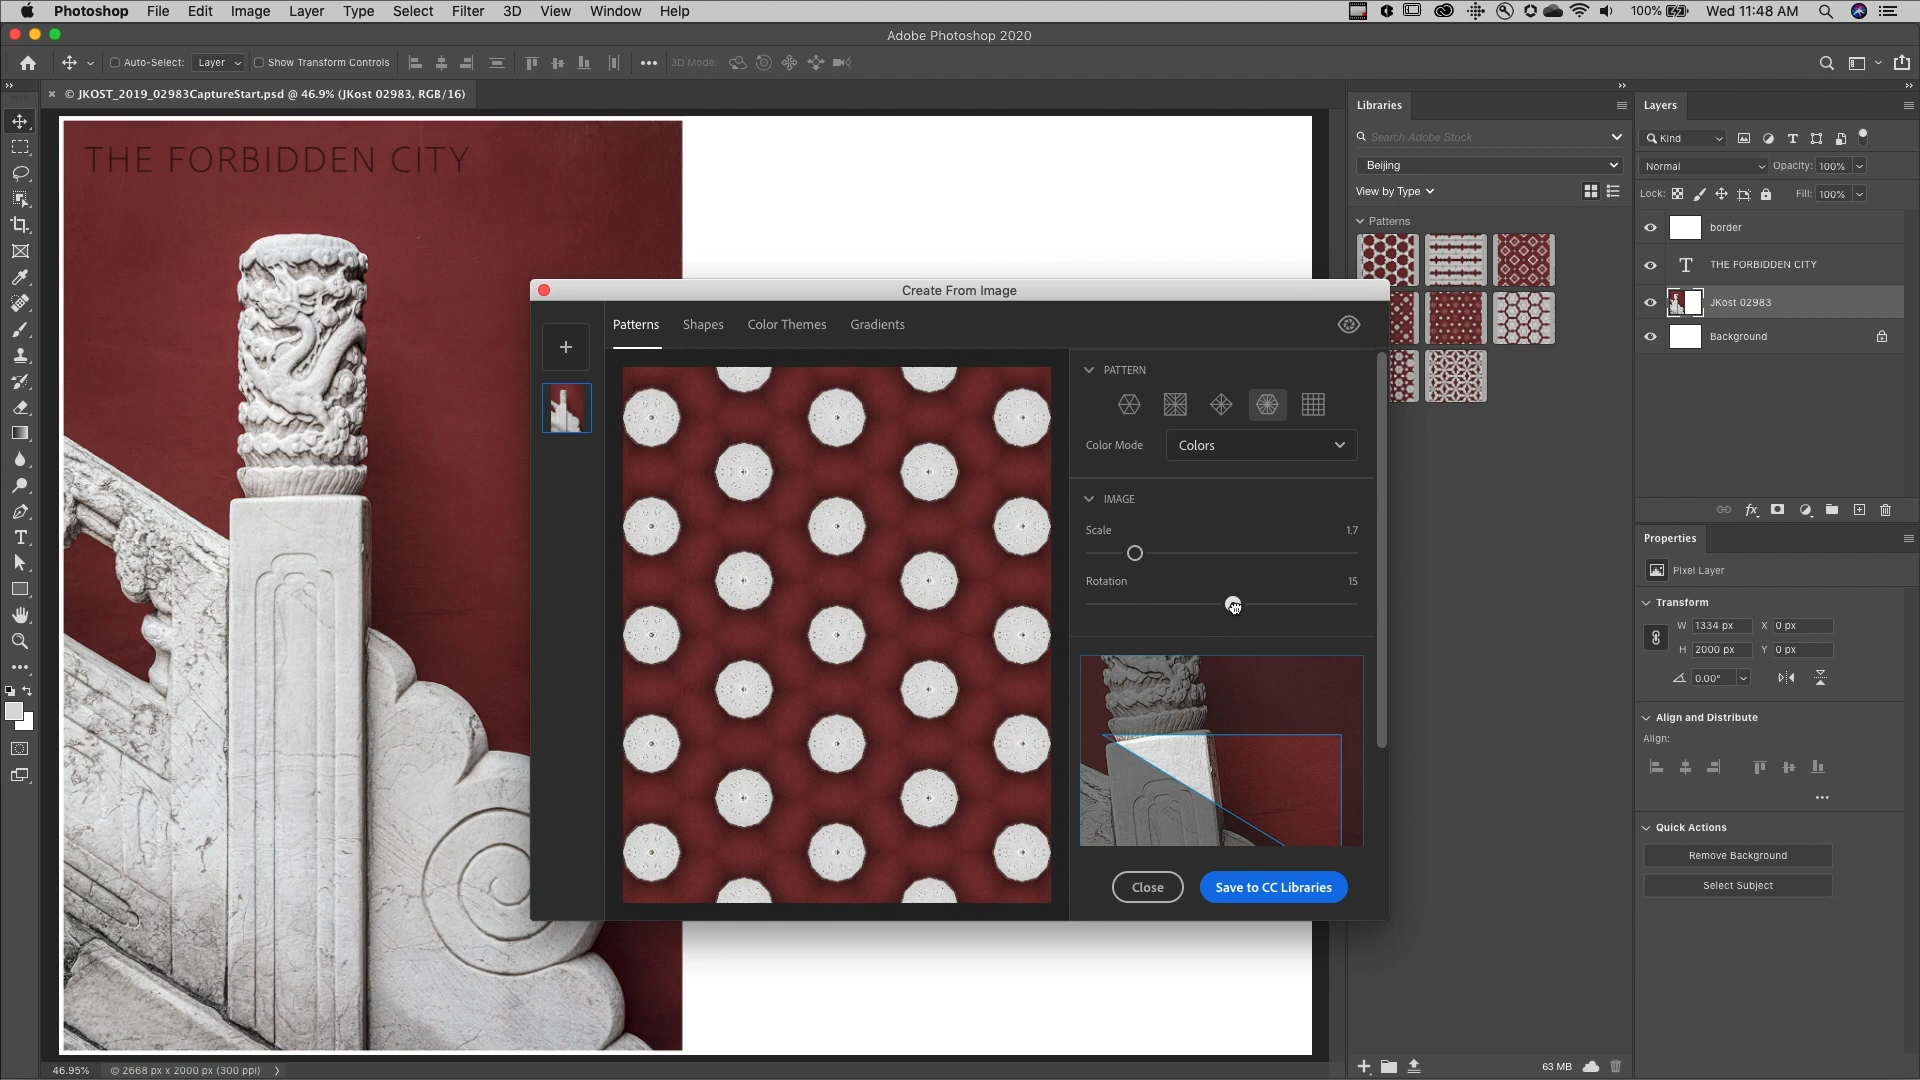 Photoshop File Edit Image Layer Type Select Filter 3D View Window Help 100% Wed 11:48 AM
Adobe Photoshop 2020
Auto-Select: Layer Show Transform Controls 3D Mode:
© JKOST_2019_02983CaptureStart.psd @ 46.9% (JKost 02983, RGB/16)
THE FORBIDDEN CITY
Create From Image
Patterns Shapes Color Themes Gradients
PATTERN
Color Mode Colors
IMAGE
Scale 1.7
Rotation 15
Close Save to CC Libraries
Libraries
Search Adobe Stock
Beijing
View by Type
Patterns
63 MB
Layers
Kind
Normal Opacity: 100%
Lock: Fill: 100%
border
THE FORBIDDEN CITY
JKost 02983
Background
Properties
Pixel Layer
Transform
W 1334 px X 0 px
H 2000 px Y 0 px
0.00°
Align and Distribute
Align:
Quick Actions
Remove Background
Select Subject
46.95% © 2668 px x 2000 px (300 ppi)